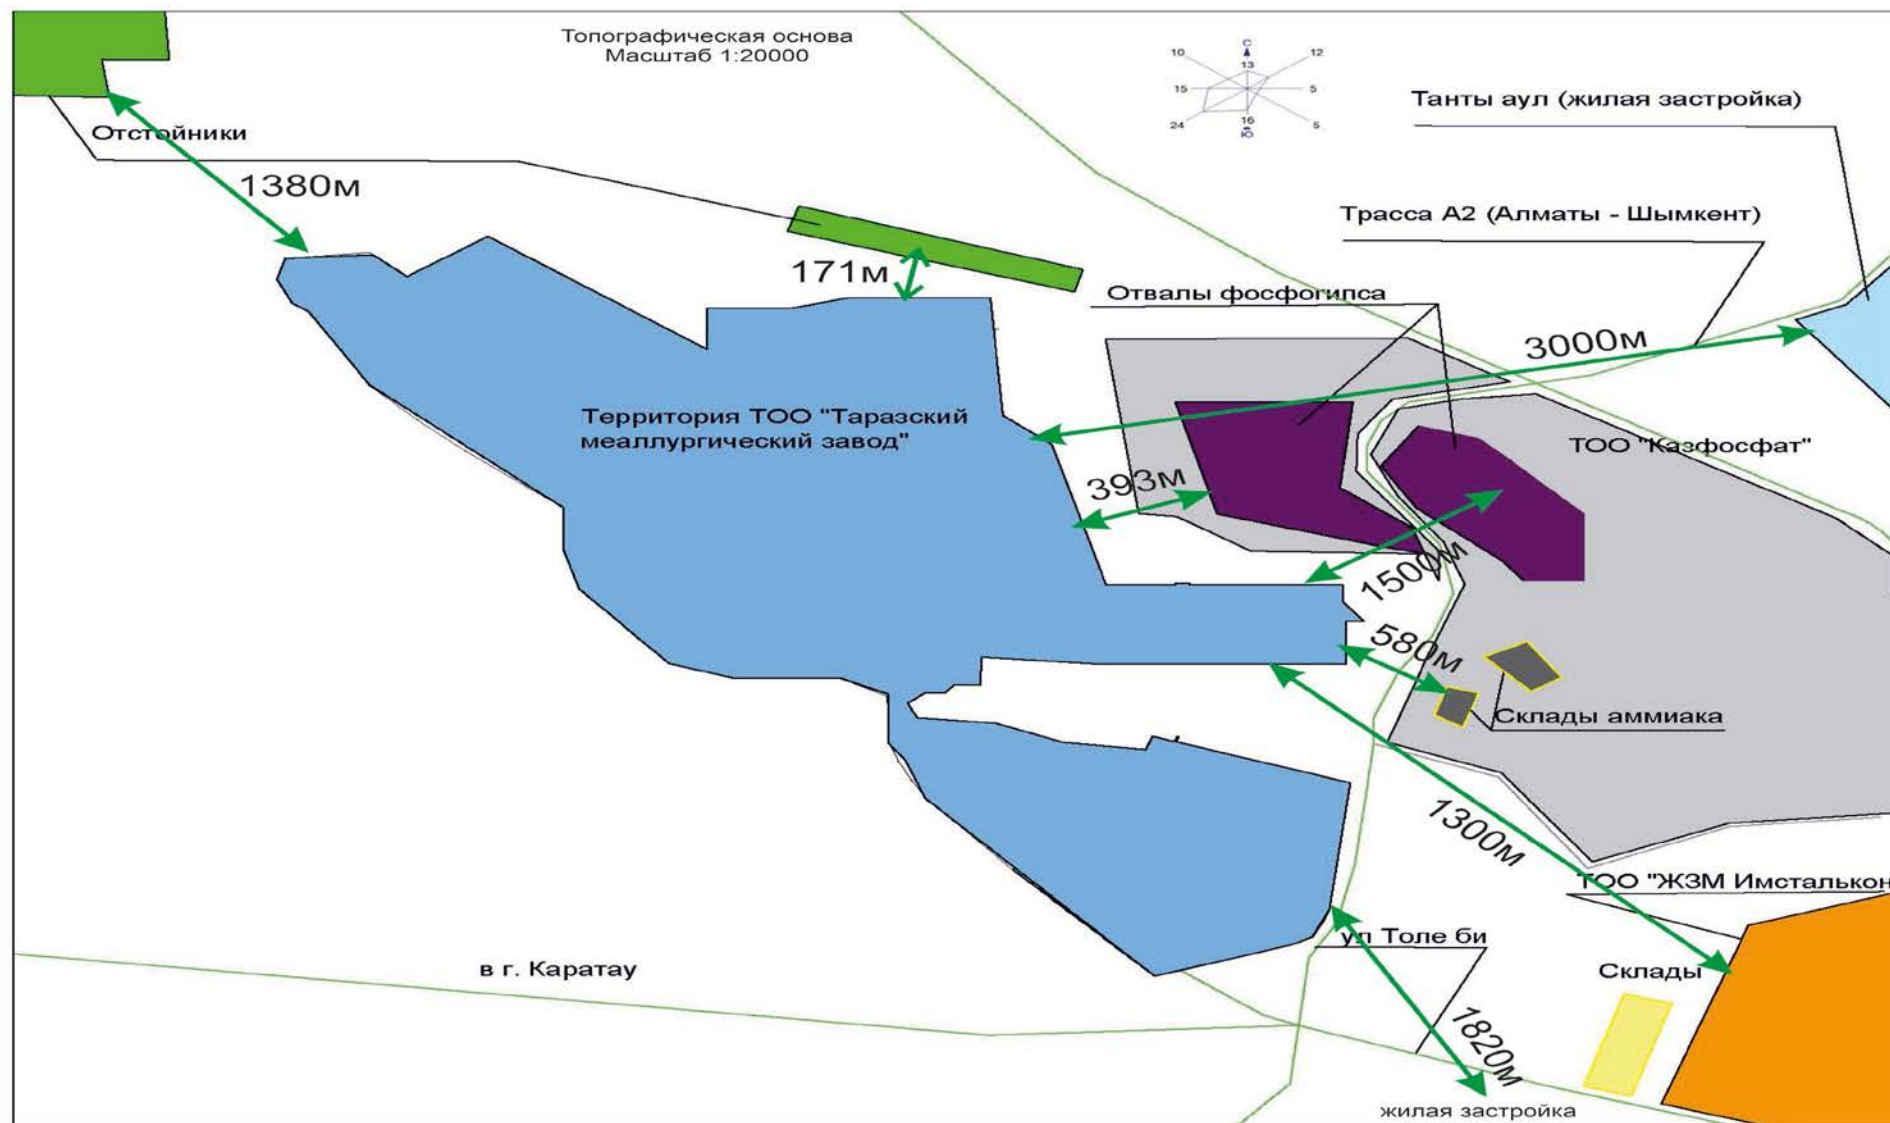 Топографическая основа
Масштаб 1:20000
С
10
13
12
15
5
24
16
5
Ю
Танты аул (жилая застройка)
Отстойники
1380м
Трасса А2 (Алматы - Шымкент)
171м
Отвалы фосфогипса
3000м
Территория ТОО "Таразский
меаллургический завод"
ТОО "Казфосфат"
393м
1500м
580м
Склады аммиака
1300м
ТОО "ЖЗМ Имсталькон
ул Толе би
в г. Каратау
Склады
1820м
жилая застройка